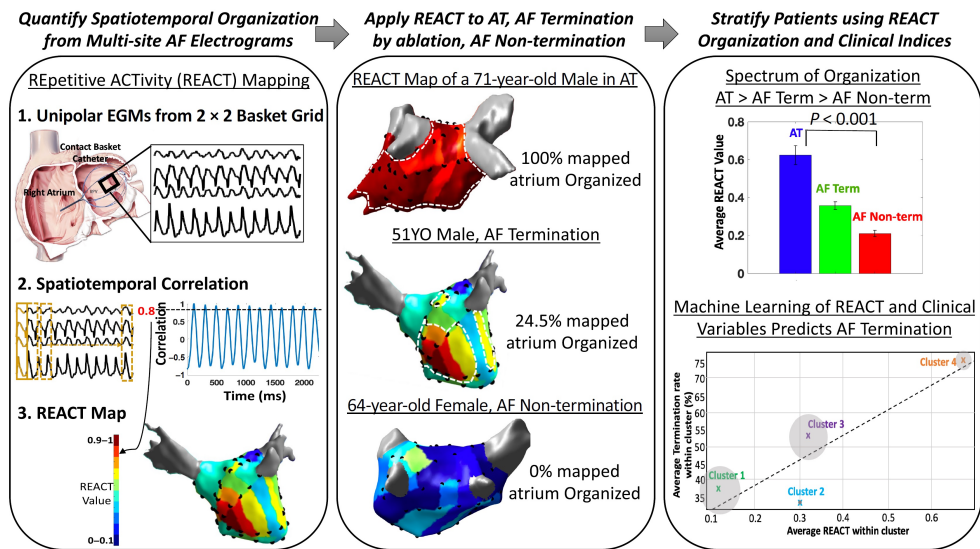 Quantify Spatiotemporal Organization
from Multi-site AF Electrograms
Apply REACT to AT, AF Termination
by ablation, AF Non-termination
Stratify Patients using REACT
Organization and Clinical Indices
REpetitive ACTivity (REACT) Mapping
1. Unipolar EGMs from 2 × 2 Basket Grid
Contact Basket
Catheter
Right Atrium
2. Spatiotemporal Correlation
0.8
Correlation
1
0.5
0
−0.5
−1
0
500
1000
1500
2000
Time (ms)
3. REACT Map
0.9–1
REACT
Value
0–0.1
REACT Map of a 71-year-old Male in AT
100% mapped
atrium Organized
51YO Male, AF Termination
24.5% mapped
atrium Organized
64-year-old Female, AF Non-termination
0% mapped
atrium Organized
Spectrum of Organization
AT > AF Term > AF Non-term
P < 0.001
Average REACT Value
0.6
0.4
0.2
0
AT
AF Term
AF Non-term
Machine Learning of REACT and Clinical
Variables Predicts AF Termination
Average Termination rate
within cluster (%)
75
70
65
60
55
50
45
40
35
Cluster 4
Cluster 3
Cluster 1
Cluster 2
0.1
0.2
0.3
0.4
0.5
0.6
Average REACT within cluster